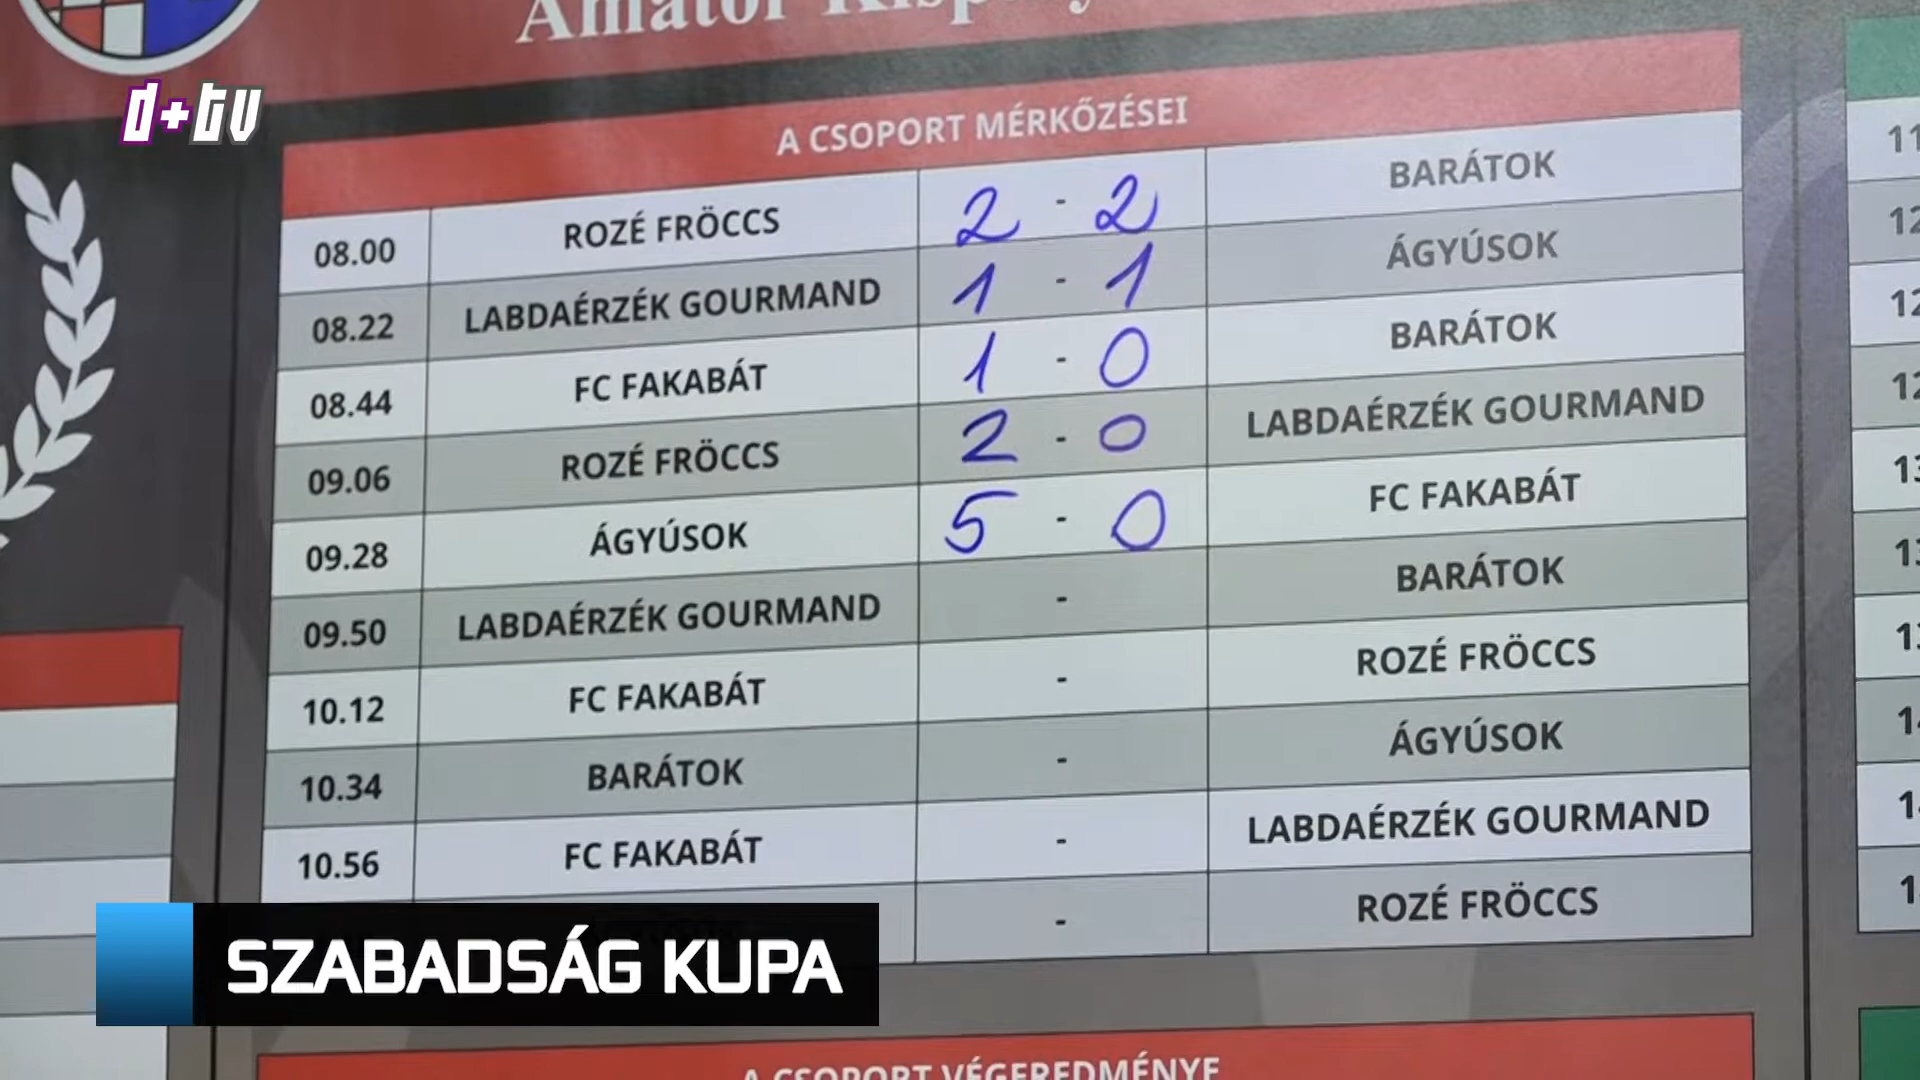 Amatőr
D+TV
A CSOPORT MÉRKŐZÉSEI
08.00 ROZÉ FRÖCCS 2 - 2 BARÁTOK
08.22 LABDAÉRZÉK GOURMAND 1 - 1 ÁGYÚSOK
08.44 FC FAKABÁT 1 - 0 BARÁTOK
09.06 ROZÉ FRÖCCS 2 - 0 LABDAÉRZÉK GOURMAND
09.28 ÁGYÚSOK 5 - 0 FC FAKABÁT
09.50 LABDAÉRZÉK GOURMAND - BARÁTOK
10.12 FC FAKABÁT - ROZÉ FRÖCCS
10.34 BARÁTOK - ÁGYÚSOK
10.56 FC FAKABÁT - LABDAÉRZÉK GOURMAND
- ROZÉ FRÖCCS
SZABADSÁG KUPA
A CSOPORT VÉGEREDMÉNYE